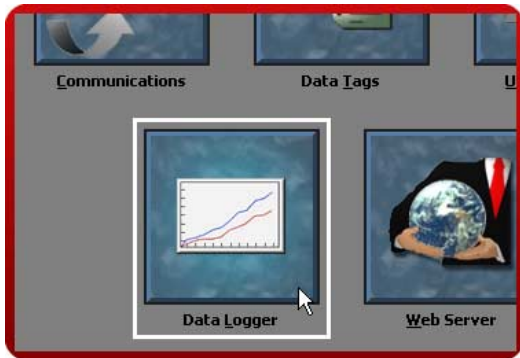 Communications
Data Tags
U
Data Logger
Web Server